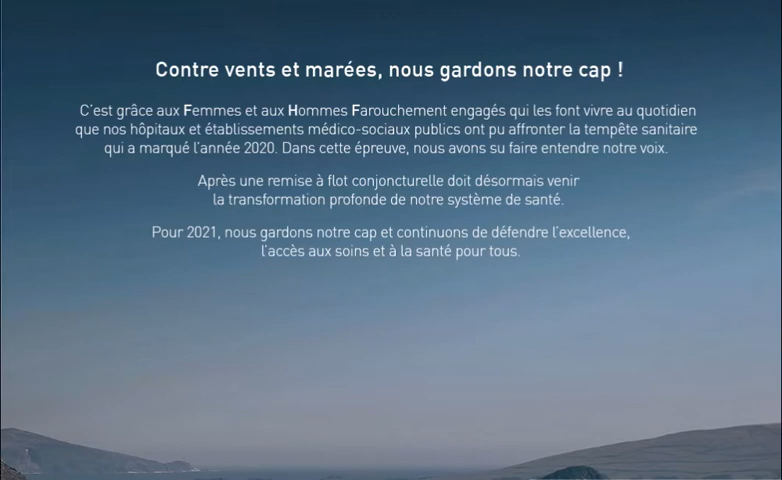 Contre vents et marées, nous gardons notre cap !
C'est grâce aux Femmes et aux Hommes Farouchement engagés qui les font vivre au quotidien
que nos hôpitaux et établissements médico-sociaux publics ont pu affronter la tempête sanitaire
qui a marqué l'année 2020. Dans cette épreuve, nous avons su faire entendre notre voix.
Après une remise à flot conjoncturelle doit désormais venir
la transformation profonde de notre système de santé.
Pour 2021, nous gardons notre cap et continuons de défendre l'excellence,
l'accès aux soins et à la santé pour tous.